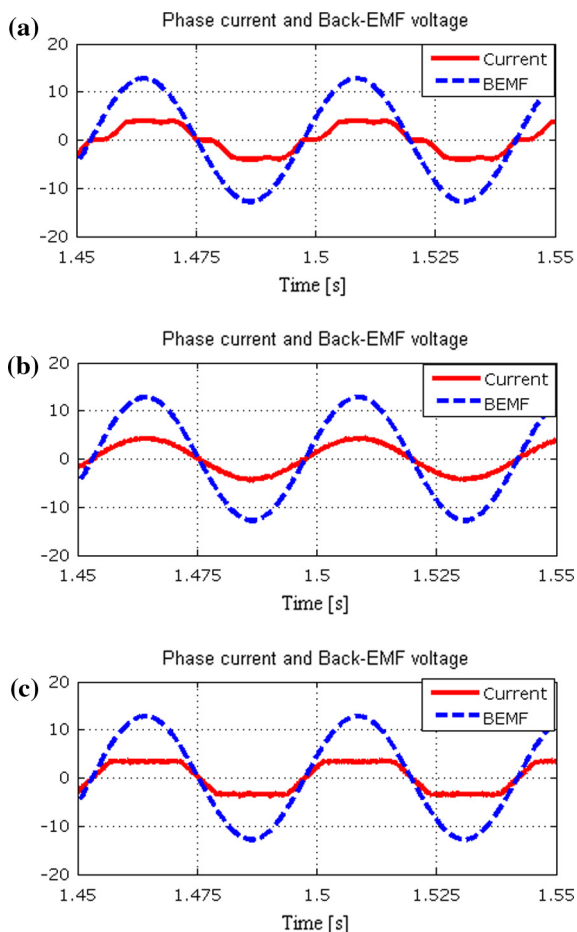 (a)
Phase current and Back-EMF voltage
20
10
0
-10
-20
Current
BEMF
1.45 1.475 1.5 1.525 1.55
Time [s]
(b)
Phase current and Back-EMF voltage
20
10
0
-10
-20
Current
BEMF
1.45 1.475 1.5 1.525 1.55
Time [s]
(c)
Phase current and Back-EMF voltage
20
10
0
-10
-20
Current
BEMF
1.45 1.475 1.5 1.525 1.55
Time [s]